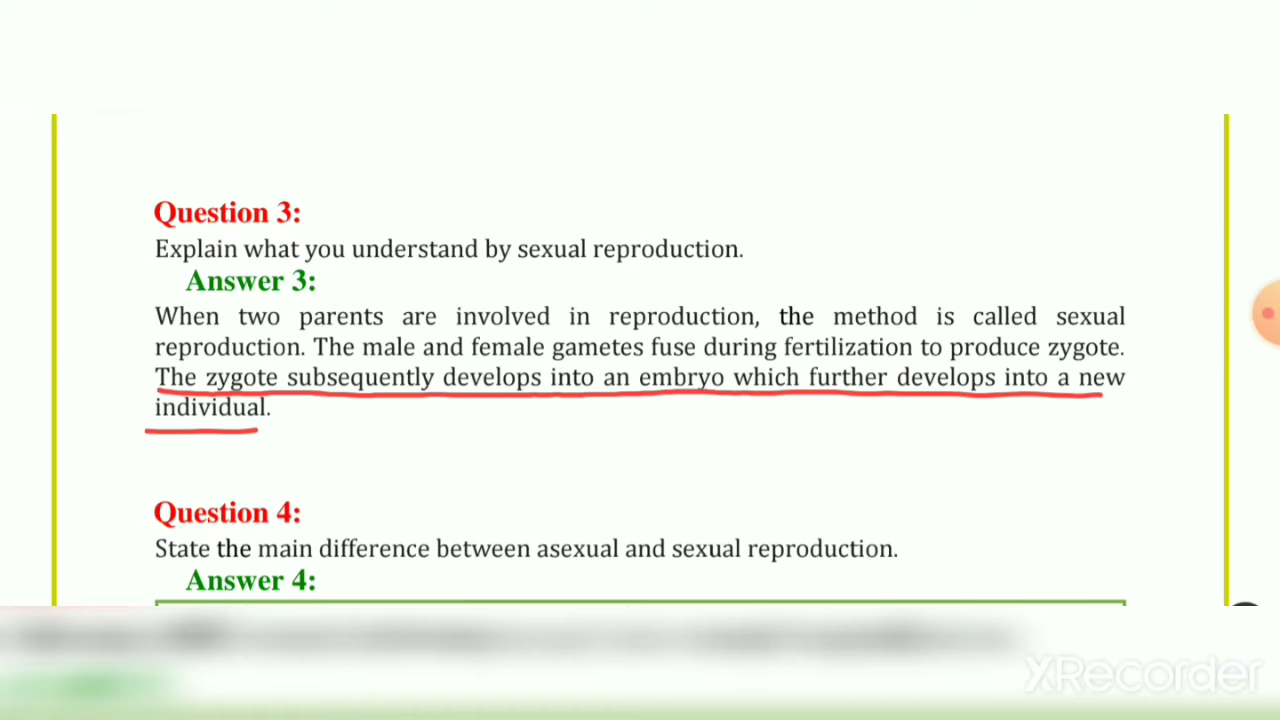 Question 3:
Explain what you understand by sexual reproduction.
Answer 3:
When two parents are involved in reproduction, the method is called sexual
reproduction. The male and female gametes fuse during fertilization to produce zygote.
The zygote subsequently develops into an embryo which further develops into a new
individual.
Question 4:
State the main difference between asexual and sexual reproduction.
Answer 4:
XRecorder